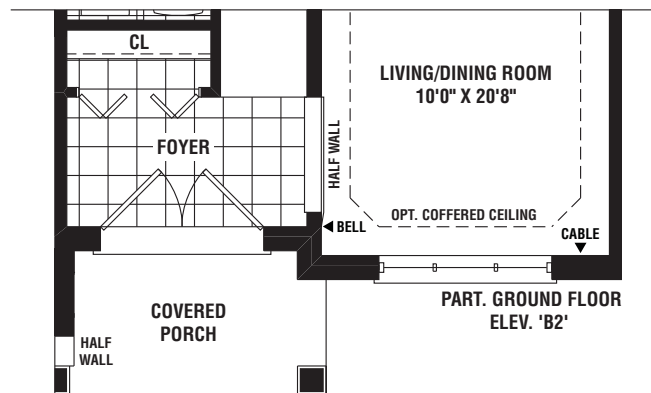 CL
LIVING/DINING ROOM
10'0" X 20'8"
FOYER
HALF WALL
OPT. COFFERED CEILING
BELL
CABLE
PART. GROUND FLOOR
ELEV. 'B2'
COVERED
PORCH
HALF
WALL